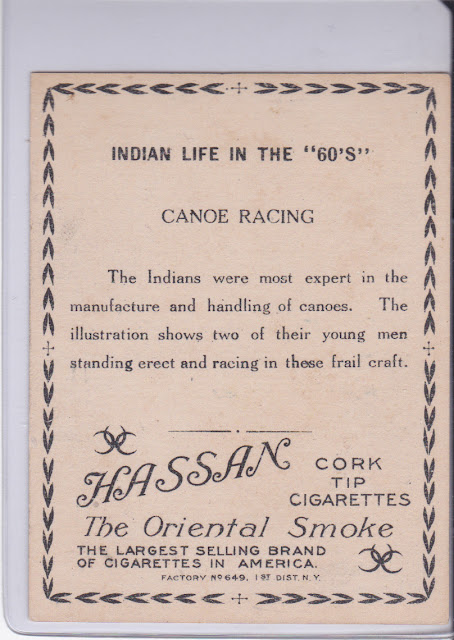 INDIAN LIFE IN THE "60'S"
CANOE RACING
The Indians were most expert in the
manufacture and handling of canoes. The
illustration shows two of their young men
standing erect and racing in these frail craft.
HASSAN
CORK
TIP
CIGARETTES
The Oriental Smoke
THE LARGEST SELLING BRAND
OF CIGARETTES IN AMERICA.
FACTORY Nº 649, 1ST DIST. N.Y.